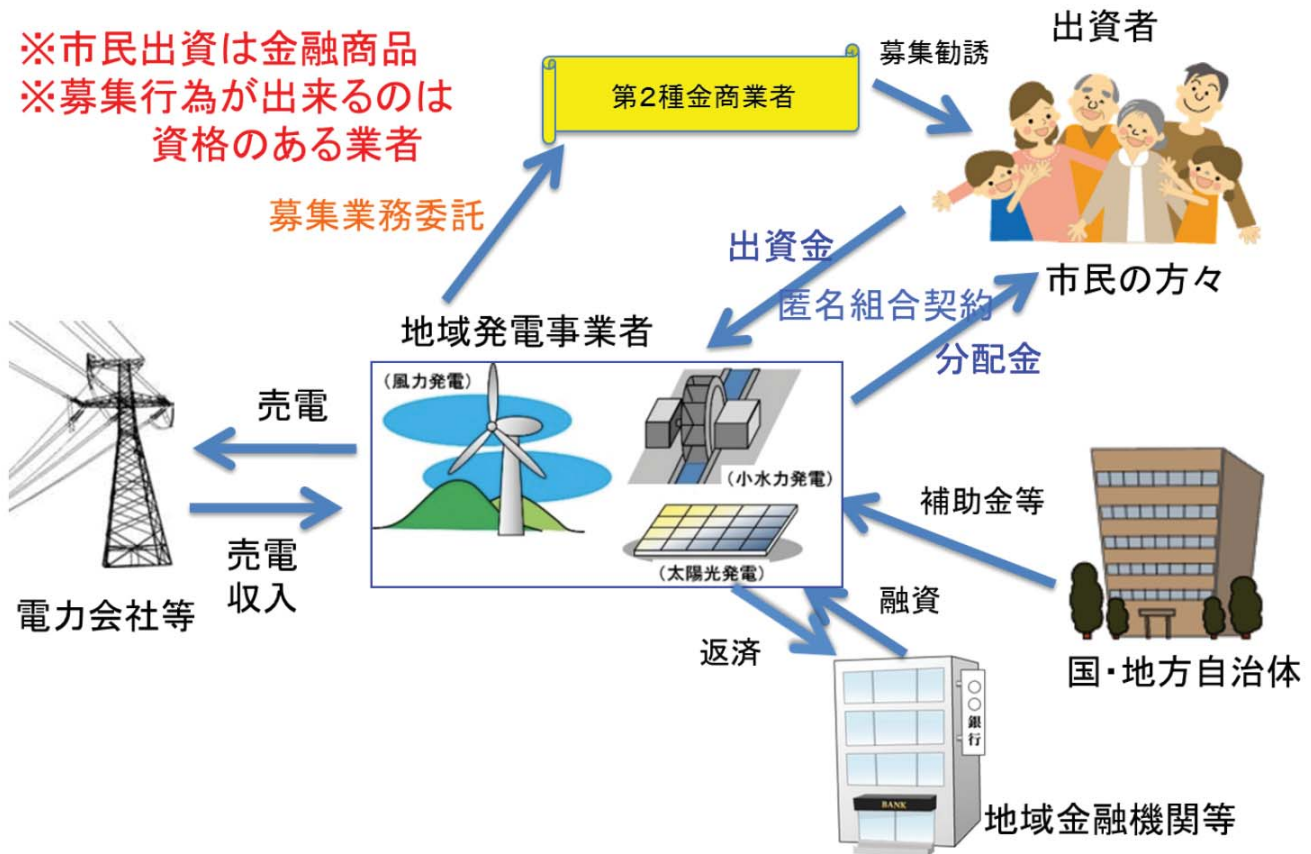 ※市民出資は金融商品
※募集行為が出来るのは
資格のある業者
第2種金商業者
募集勧誘
出資者
募集業務委託
出資金
匿名組合契約
分配金
市民の方々
地域発電事業者
(風力発電)
(小水力発電)
(太陽光発電)
売電
売電
収入
電力会社等
補助金等
国・地方自治体
融資
返済
〇〇銀行
BANK
地域金融機関等